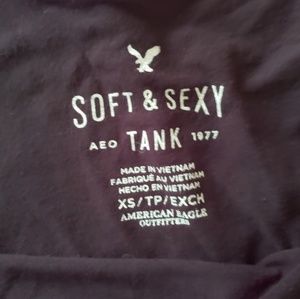 SOFT & SEXY
AEO TANK 1977
MADE IN VIETNAM
FABRIQUÉ AU VIETNAM
HECHO EN VIETNAM
XS/TP/EXCH
AMERICAN EAGLE
OUTFITTERS